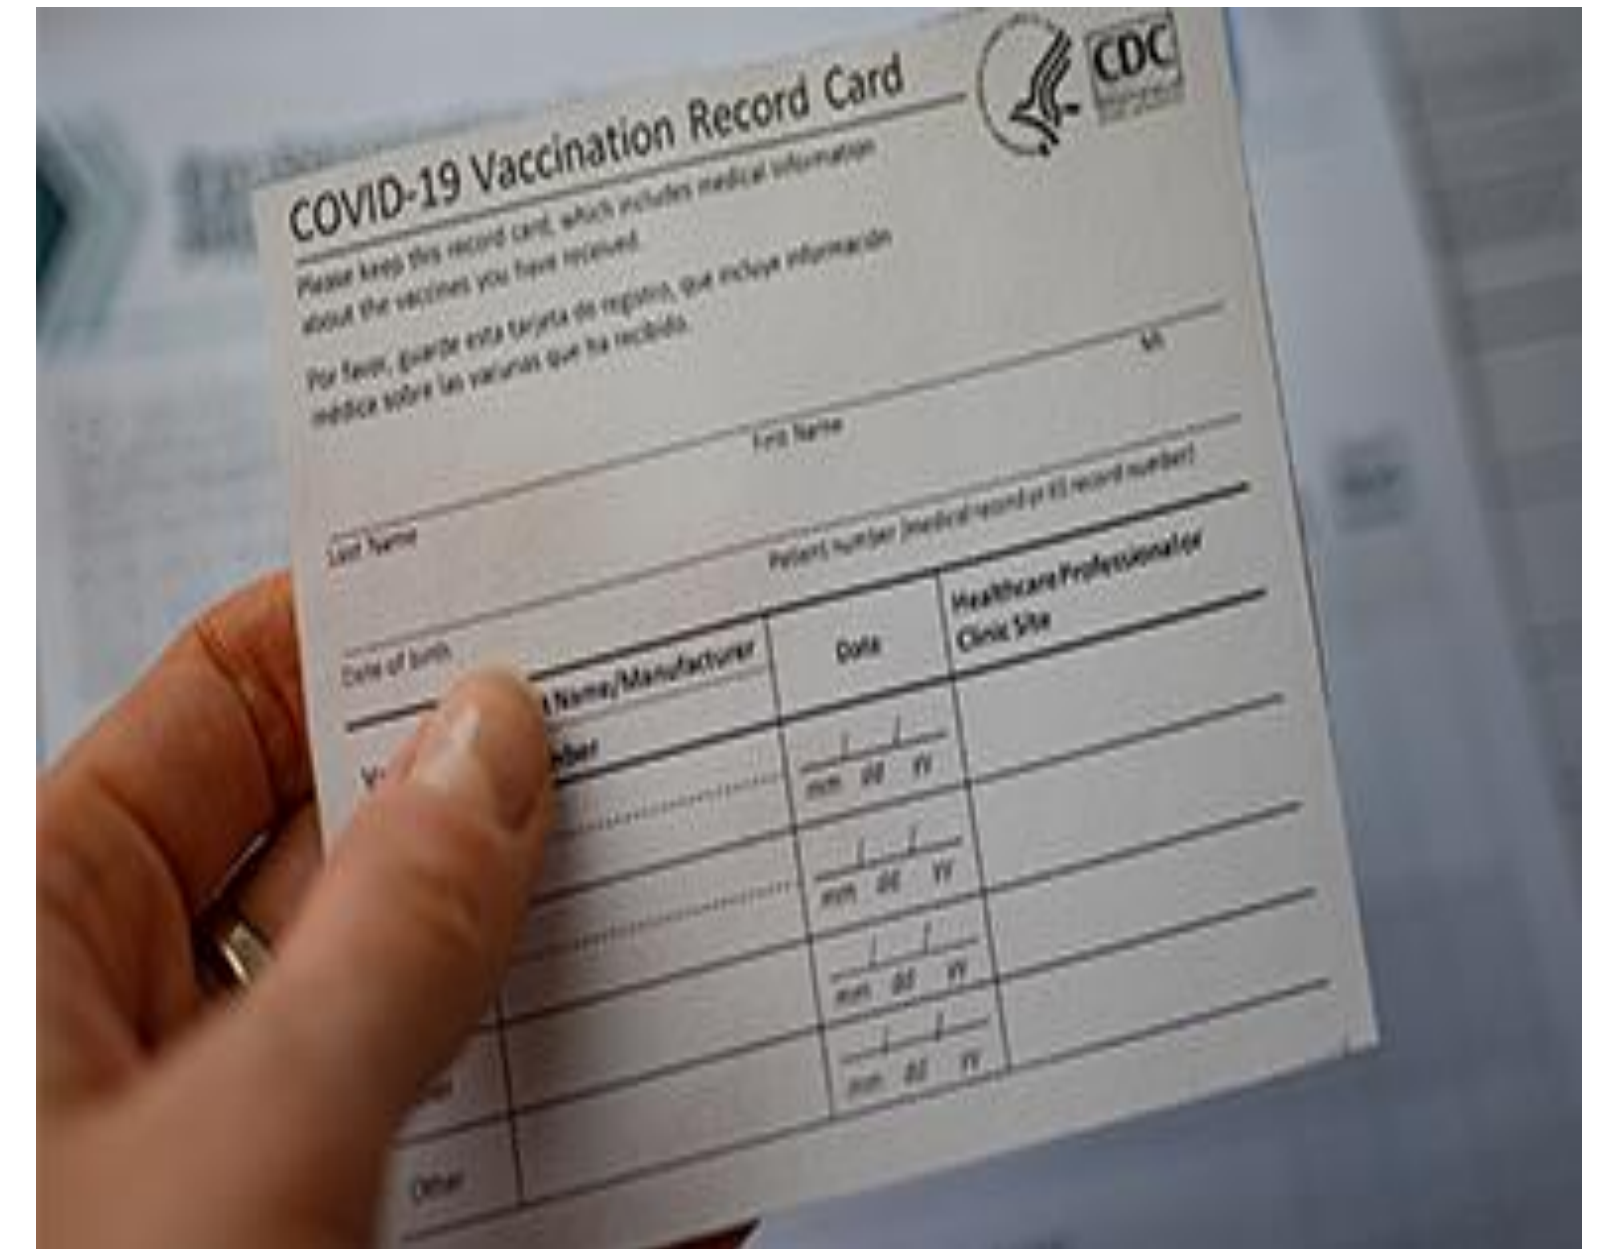 COVID-19 Vaccination Record Card
CDC
Please keep this record card, which includes medical information
about the vaccines you have received.
Por favor, guarde esta tarjeta de registro, que incluye información
médica sobre las vacunas que ha recibido.
Last Name First Name MI
Date of birth Patient number (medical record or IIS record number)
t Name/Manufacturer Date Healthcare Professional or
mber Clinic Site
mm dd yy
mm dd yy
mm dd yy
Other mm dd yy